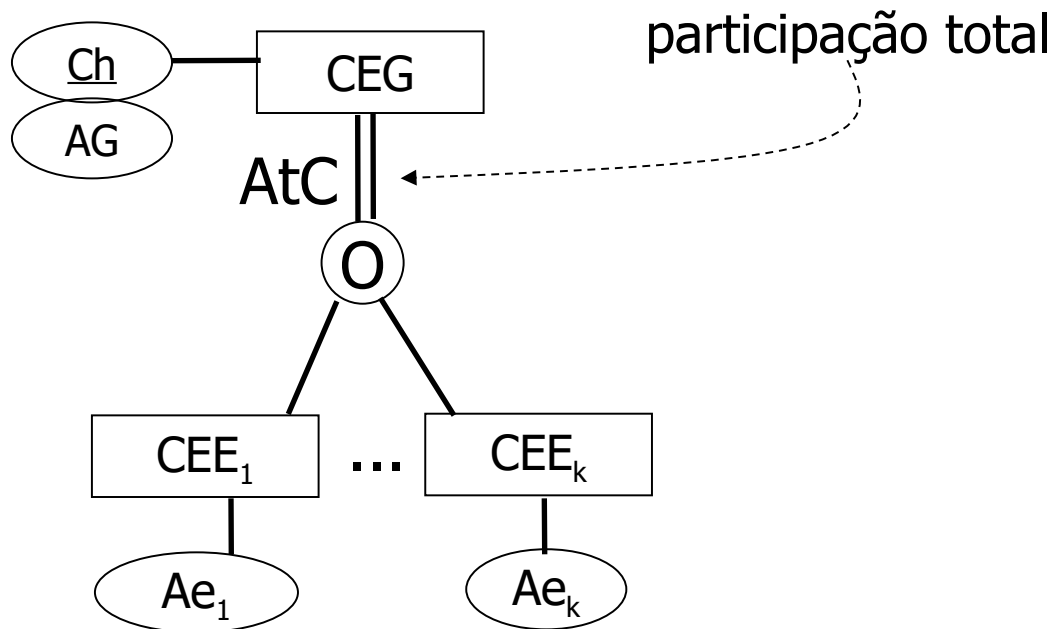 participação total
Ch
CEG
AG
AtC
O
CEE₁
...
CEEₖ
Ae₁
Aeₖ